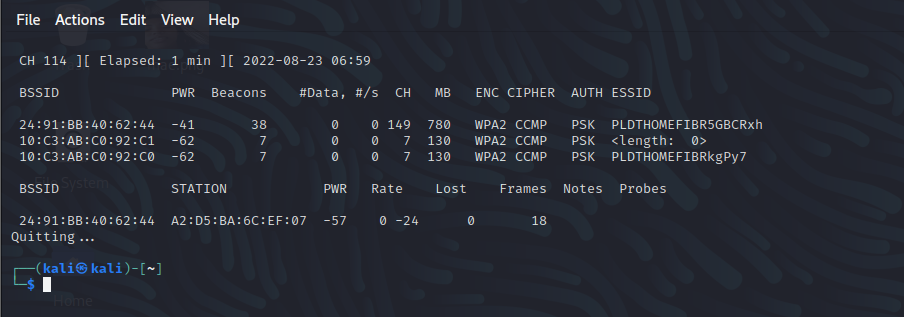 File Actions Edit View Help
CH 114 ][ Elapsed: 1 min ][ 2022-08-23 06:59
BSSID PWR Beacons #Data, #/s CH MB ENC CIPHER AUTH ESSID
24:91:BB:40:62:44 -41 38 0 0 149 780 WPA2 CCMP PSK PLDTHOMEFIBR5GBCRxh
10:C3:AB:C0:92:C1 -62 7 0 0 7 130 WPA2 CCMP PSK <length: 0>
10:C3:AB:C0:92:C0 -62 7 0 0 7 130 WPA2 CCMP PSK PLDTHOMEFIBRkgPy7
File System
BSSID STATION PWR Rate Lost Frames Notes Probes
24:91:BB:40:62:44 A2:D5:BA:6C:EF:07 -57 0 -24 0 18
Quitting...
┌──(kali㉿kali)-[~]
└─$
Home